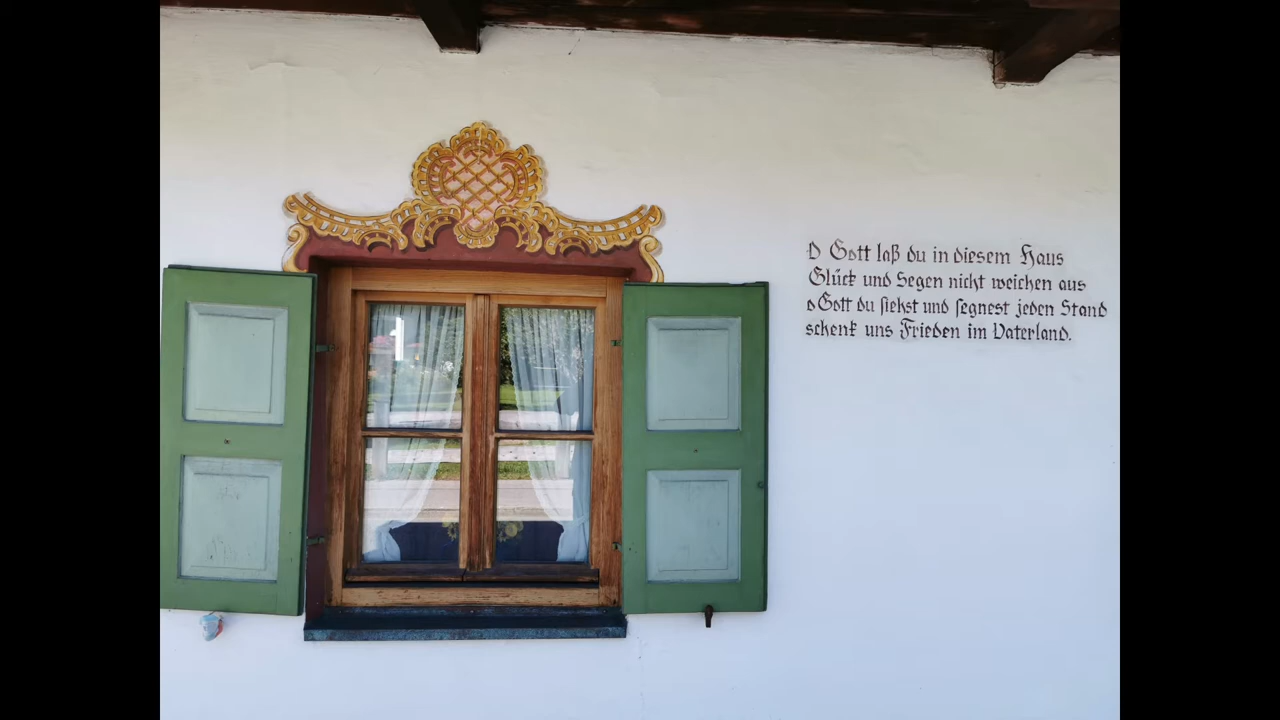 O Gott laß du in diesem Haus
Glück und Segen nicht weichen aus
o Gott du siehst und segnest jeden Stand
schenk uns Frieden im Vaterland.